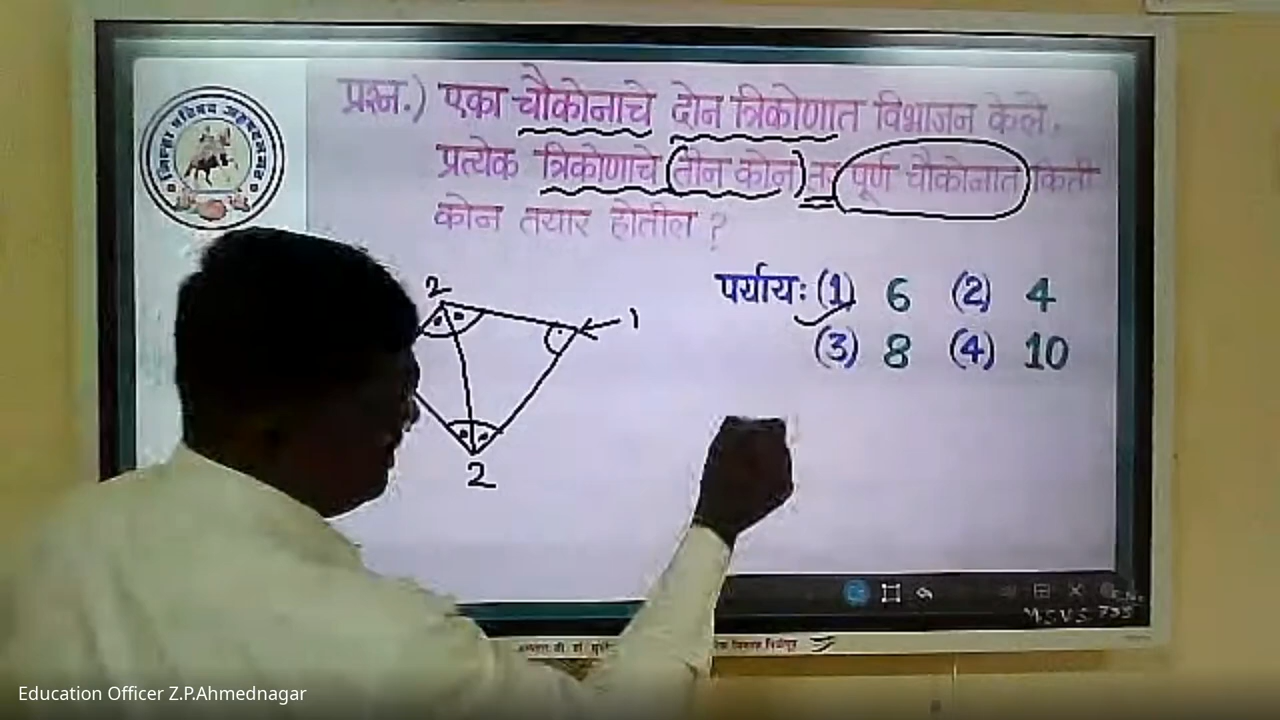 प्रश्न.) एका चौकोनाचे दोन त्रिकोणात विभाजन केले.
प्रत्येक त्रिकोणाचे तीन कोन तर पूर्ण चौकोनात किती
कोन तयार होतील ?
पर्यायः (1) 6 (2) 4
(3) 8 (4) 10
2
1
2
Education Officer Z.P.Ahmednagar